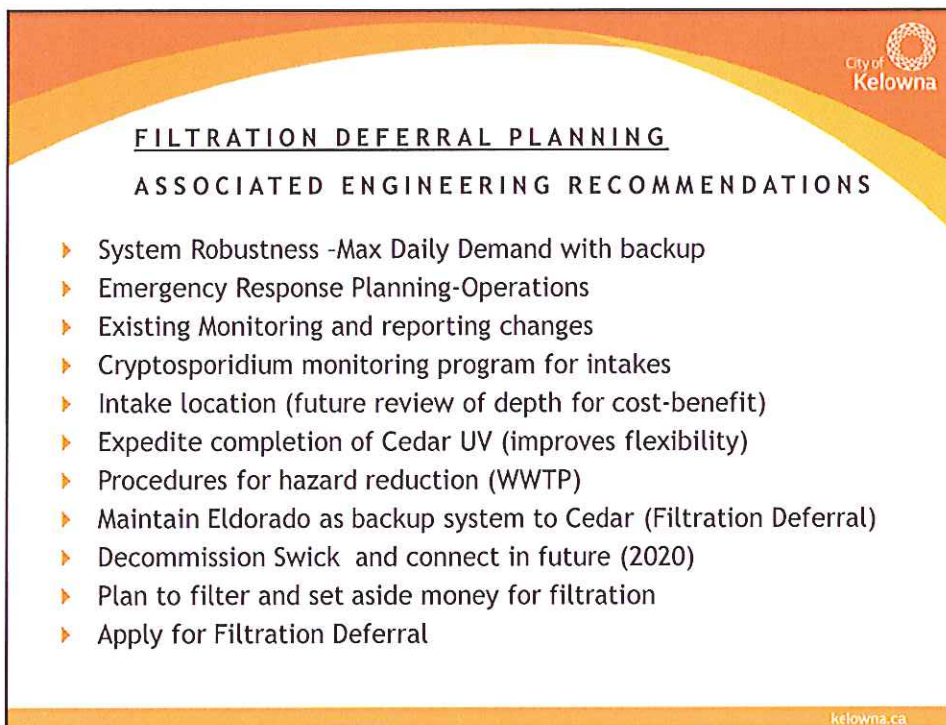 City of
Kelowna
FILTRATION DEFERRAL PLANNING
ASSOCIATED ENGINEERING RECOMMENDATIONS
System Robustness -Max Daily Demand with backup
Emergency Response Planning-Operations
Existing Monitoring and reporting changes
Cryptosporidium monitoring program for intakes
Intake location (future review of depth for cost-benefit)
Expedite completion of Cedar UV (improves flexibility)
Procedures for hazard reduction (WWTP)
Maintain Eldorado as backup system to Cedar (Filtration Deferral)
Decommission Swick and connect in future (2020)
Plan to filter and set aside money for filtration
Apply for Filtration Deferral
kelowna.ca